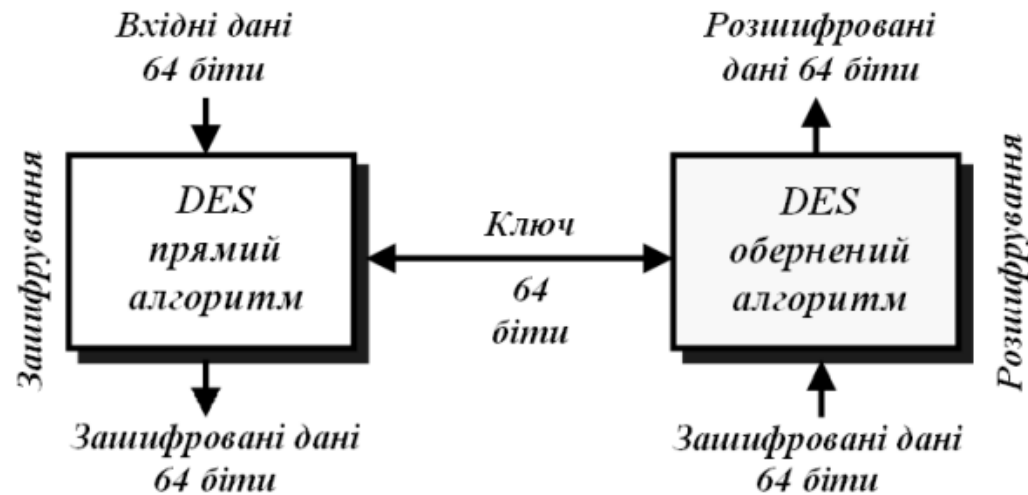 Вхідні дані
64 біти
Розшифровані
дані 64 біти
Зашифрування
DES
прямий
алгоритм
Ключ
64
біти
DES
обернений
алгоритм
Розшифрування
Зашифровані дані
64 біти
Зашифровані дані
64 біти